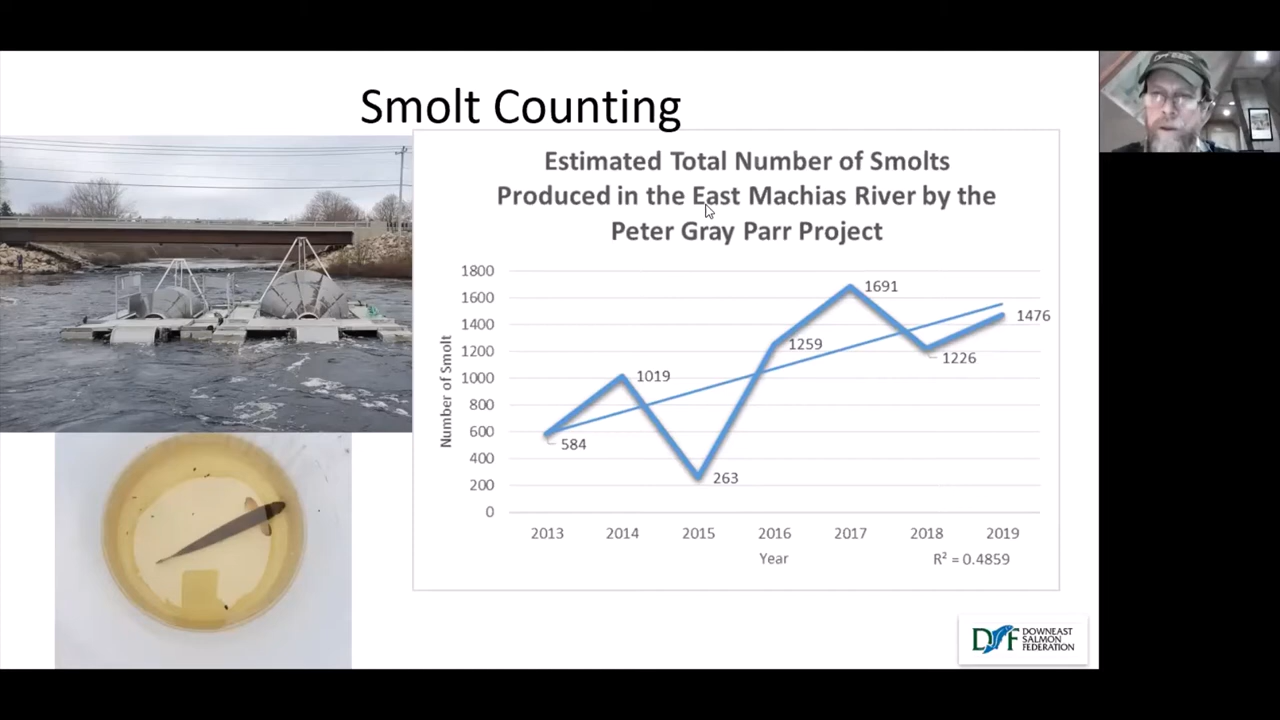 Smolt Counting
Estimated Total Number of Smolts
Produced in the East Machias River by the
Peter Gray Parr Project
1800
1600
1400
1200
1000
800
600
400
200
0
Number of Smolt
584
1019
263
1259
1691
1226
1476
2013 2014 2015 2016 2017 2018 2019
Year
R² = 0.4859
DSF
DOWNEAST
SALMON
FEDERATION